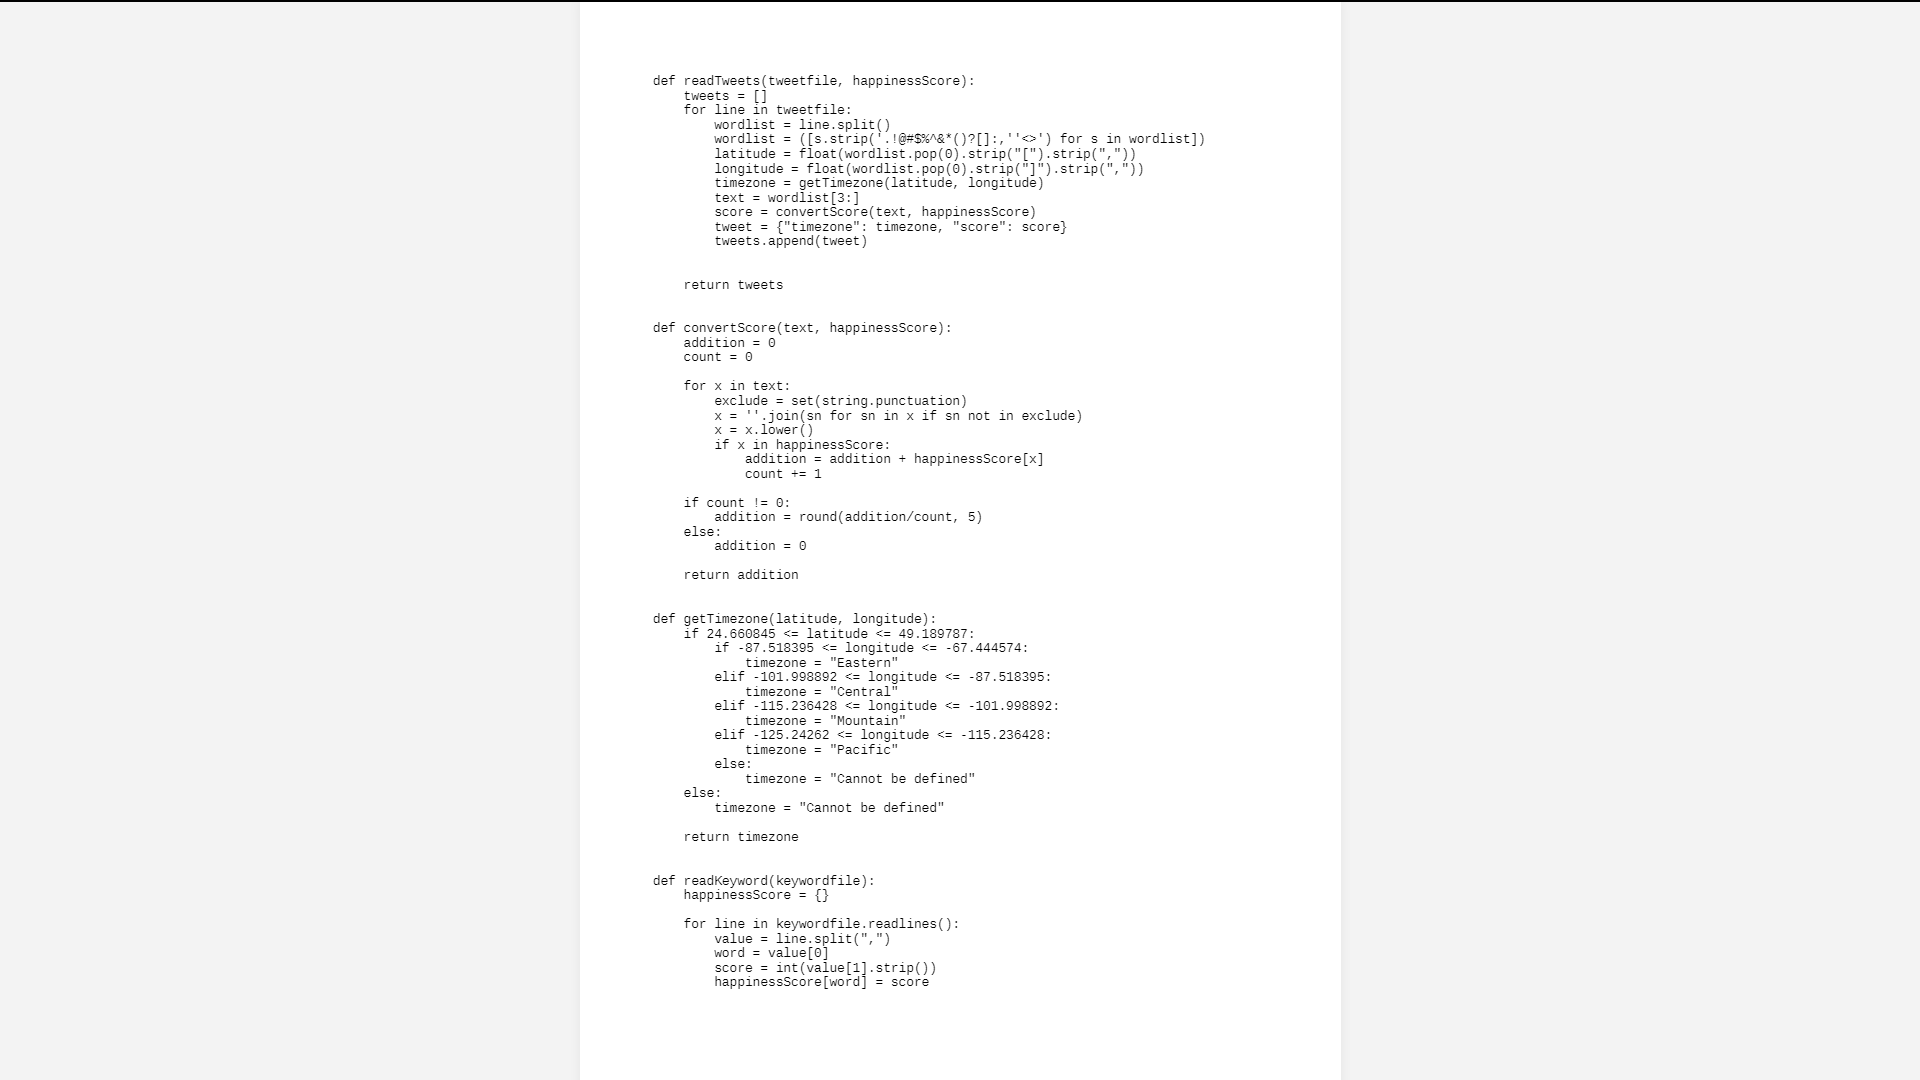 def readTweets(tweetfile, happinessScore):
    tweets = []
    for line in tweetfile:
        wordlist = line.split()
        wordlist = ([s.strip('.!@#$%^&*()?[]:,''<>') for s in wordlist])
        latitude = float(wordlist.pop(0).strip("[").strip(","))
        longitude = float(wordlist.pop(0).strip("]").strip(","))
        timezone = getTimezone(latitude, longitude)
        text = wordlist[3:]
        score = convertScore(text, happinessScore)
        tweet = {"timezone": timezone, "score": score}
        tweets.append(tweet)

    return tweets

def convertScore(text, happinessScore):
    addition = 0
    count = 0

    for x in text:
        exclude = set(string.punctuation)
        x = ''.join(sn for sn in x if sn not in exclude)
        x = x.lower()
        if x in happinessScore:
            addition = addition + happinessScore[x]
            count += 1

    if count != 0:
        addition = round(addition/count, 5)
    else:
        addition = 0

    return addition

def getTimezone(latitude, longitude):
    if 24.660845 <= latitude <= 49.189787:
        if -87.518395 <= longitude <= -67.444574:
            timezone = "Eastern"
        elif -101.998892 <= longitude <= -87.518395:
            timezone = "Central"
        elif -115.236428 <= longitude <= -101.998892:
            timezone = "Mountain"
        elif -125.24262 <= longitude <= -115.236428:
            timezone = "Pacific"
        else:
            timezone = "Cannot be defined"
    else:
        timezone = "Cannot be defined"

    return timezone

def readKeyword(keywordfile):
    happinessScore = {}

    for line in keywordfile.readlines():
        value = line.split(",")
        word = value[0]
        score = int(value[1].strip())
        happinessScore[word] = score